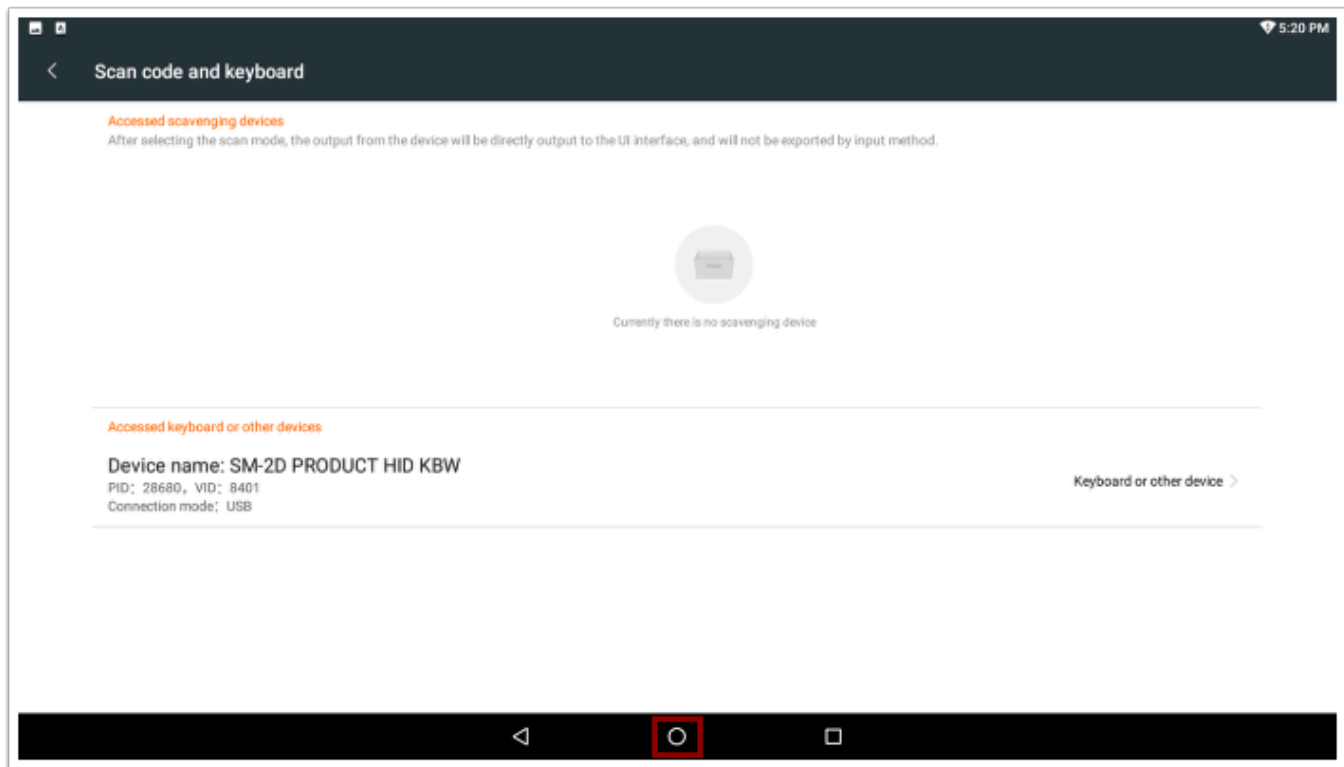 5:20 PM
Scan code and keyboard
Accessed scavenging devices
After selecting the scan mode, the output from the device will be directly output to the UI interface, and will not be exported by input method.
Currently there is no scavenging device
Accessed keyboard or other devices
Device name: SM-2D PRODUCT HID KBW
PID：28680，VID：8401
Keyboard or other device
Connection mode：USB